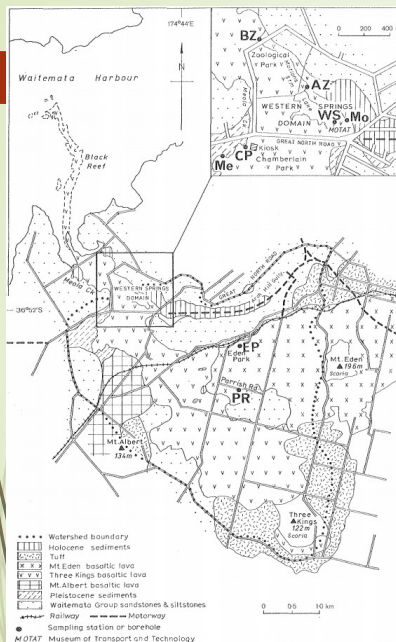 174°44'E
N
Waitemata Harbour
Black
Reef
0 200 400
BZ
Zoological
Park
AZ
WESTERN SPRINGS
WS
Mo
DOMAIN
MOTAT
GREAT NORTH ROAD
Meola
Ck
CP
Kiosk
Me
Chamberlain
Park
Meola Ck
WESTERN SPRINGS
DOMAIN
GREAT NORTH ROAD
36°52'S
EP
Eden
Park
Mt. Eden
196m
Scoria
Parrish Rd
PR
Mt. Albert
134m
Three
Kings
122m
Scoria
Watershed boundary
Holocene sediments
Tuff
Mt.Eden basaltic lava
Three Kings basaltic lava
Mt.Albert basaltic lava
Pleistocene sediments
Waitemata Group sandstones & siltstones
Railway Motorway
Sampling station or borehole
MOTAT Museum of Transport and Technology
0 0·5 1·0 km